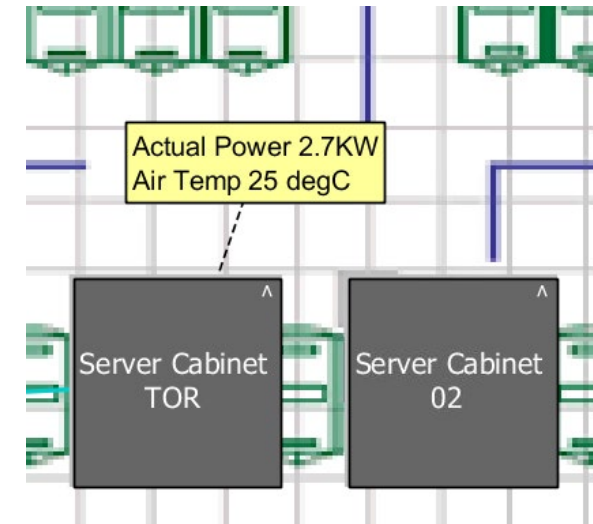 Actual Power 2.7KW
Air Temp 25 degC
^
^
Server Cabinet
TOR
Server Cabinet
02